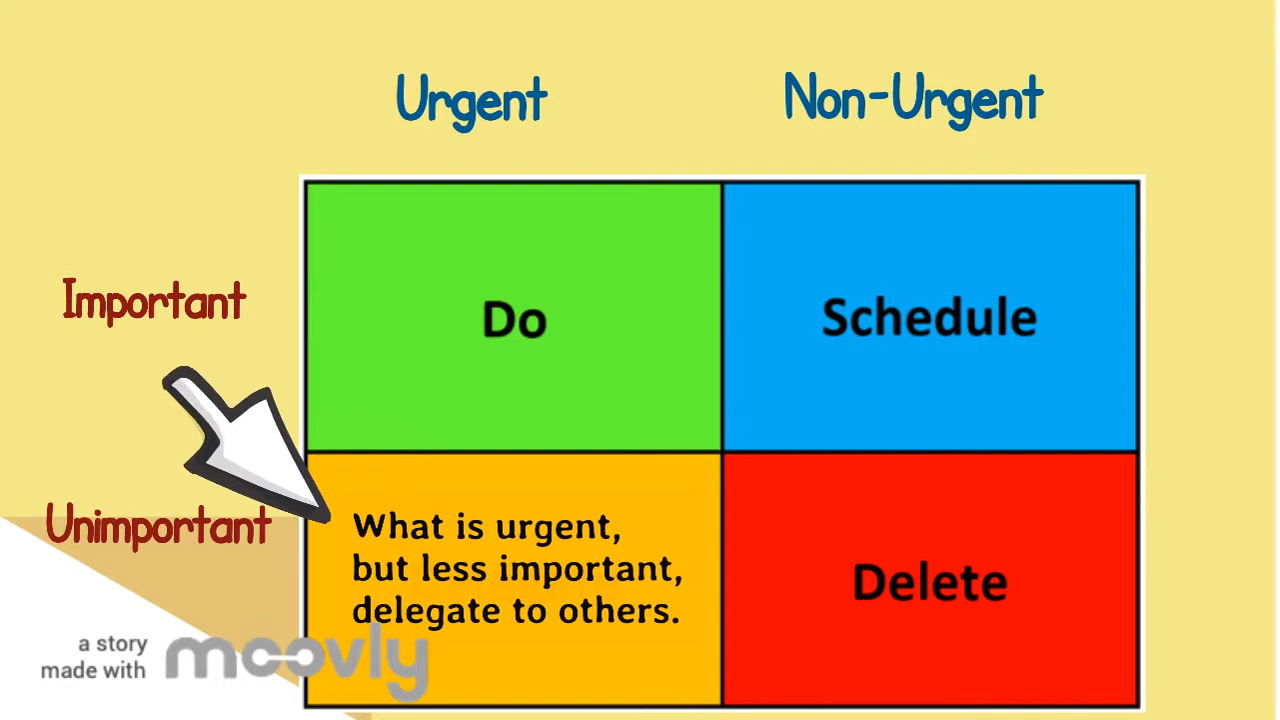 Urgent
Non-Urgent
Important
Do
Schedule
Unimportant
What is urgent,
but less important,
delegate to others.
Delete
a story
made with
moovly